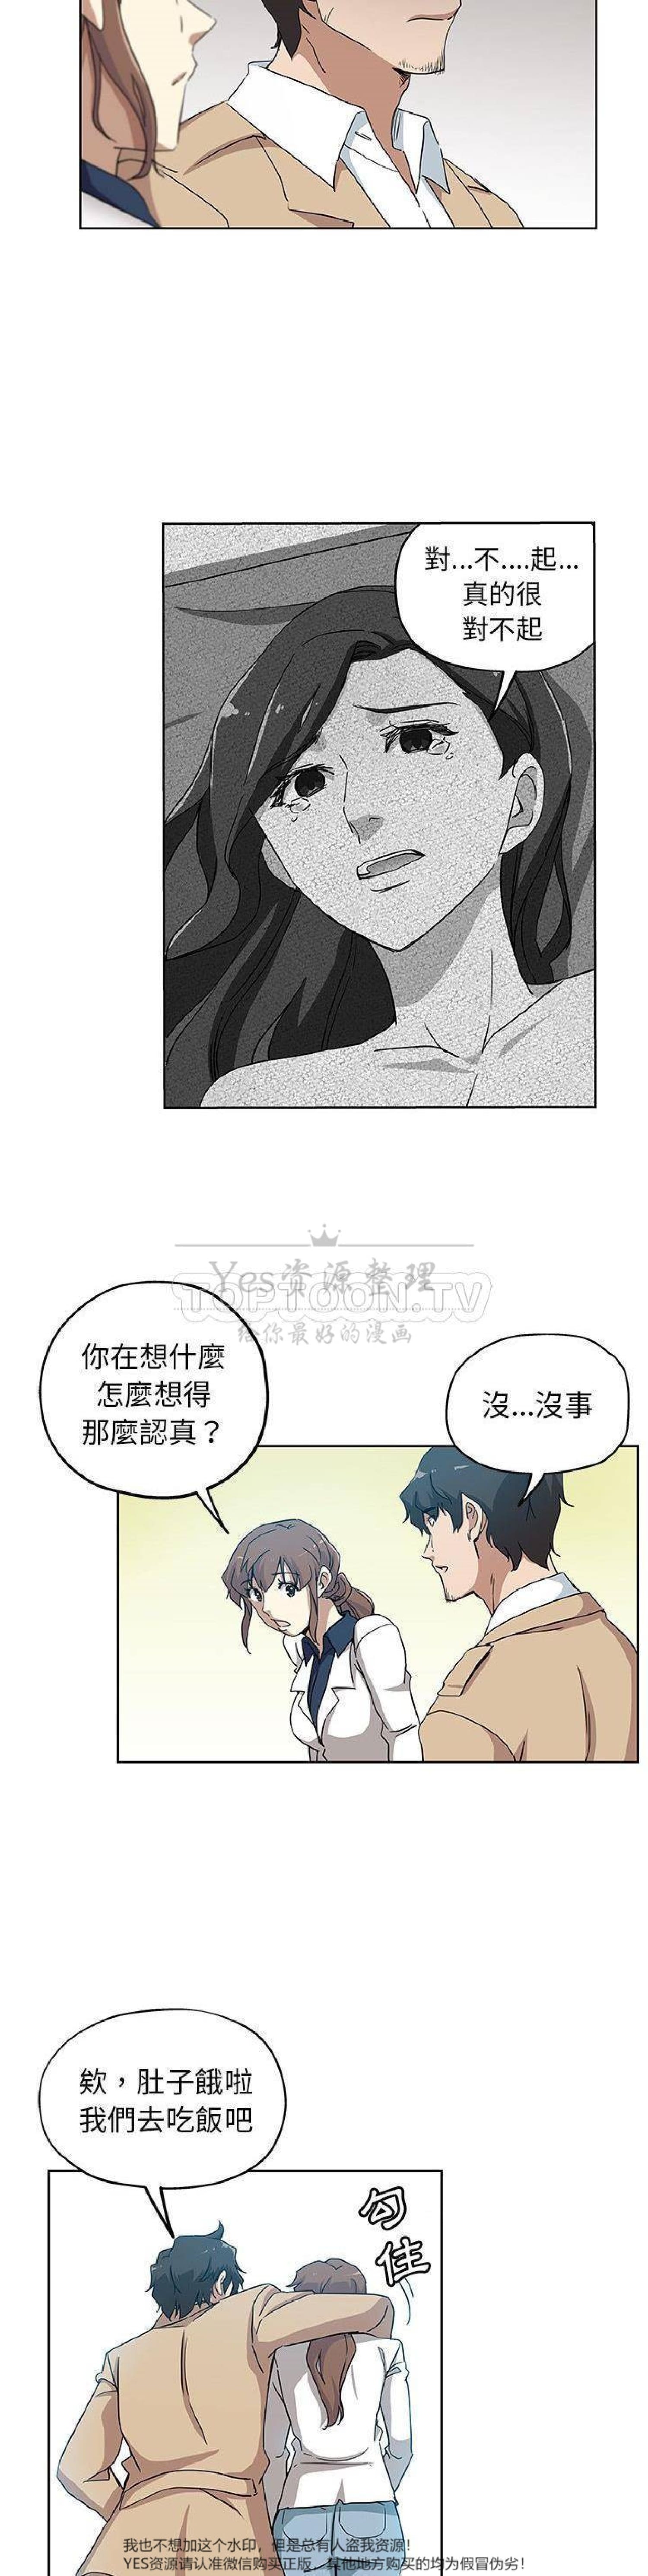 對...不....起...
真的很
對不起
Yes资源整理
TOPTOON.TV
给你最好的漫画
你在想什麼
怎麼想得
那麼認真？
沒...沒事
欸，肚子餓啦
我們去吃飯吧
勾
住
我也不想加这个水印，但是总有人盗我资源！
YES资源请认准微信购买正版，其他地方购买的均为假冒伪劣！